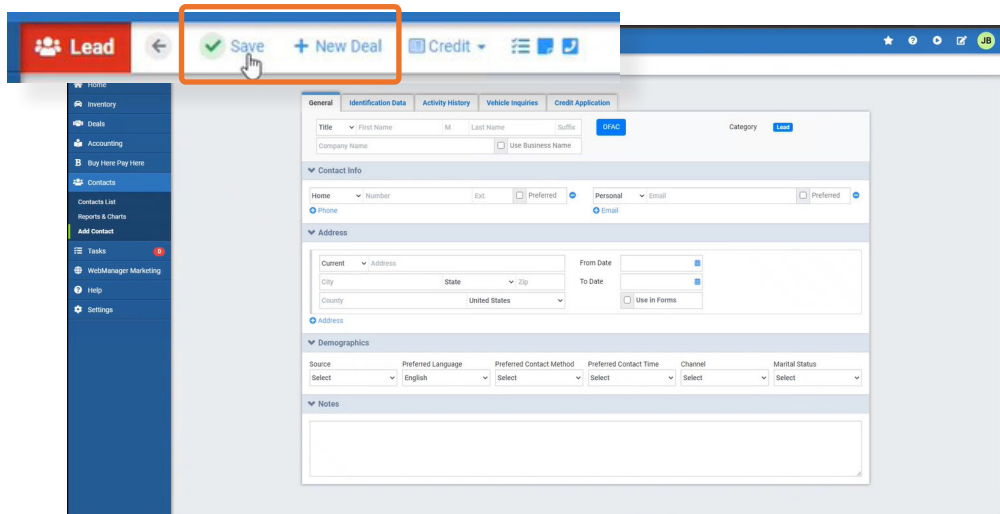 Lead Save + New Deal Credit
JB
Home
Inventory
Deals
Accounting
B Buy Here Pay Here
Contacts
Contacts List
Reports & Charts
Add Contact
Tasks 0
WebManager Marketing
Help
Settings
General Identification Data Activity History Vehicle Inquiries Credit Application
Title First Name M Last Name Suffix OFAC Category Lead
Company Name Use Business Name
Contact Info
Home Number Ext. Preferred Personal Email Preferred
Phone Email
Address
Current Address From Date
City State Zip To Date
County United States Use in Forms
Address
Demographics
Source Preferred Language Preferred Contact Method Preferred Contact Time Channel Marital Status
Select English Select Select Select Select
Notes